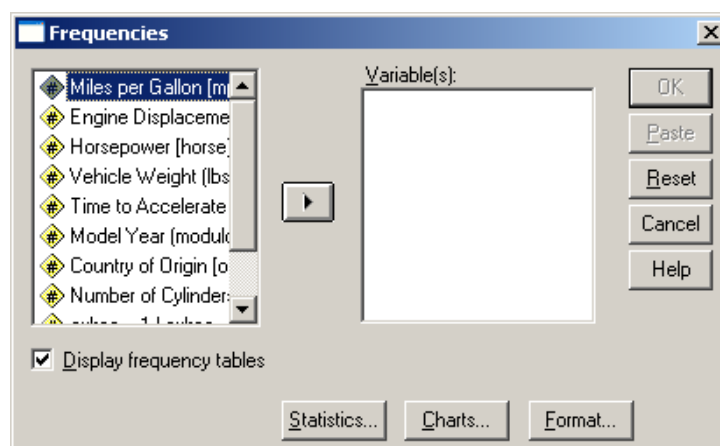 Frequencies
Miles per Gallon [m
Engine Displaceme
Horsepower [horse]
Vehicle Weight (lbs
Time to Accelerate
Model Year (modulo
Country of Origin [o
Number of Cylinders
Display frequency tables
Variable(s):
OK
Paste
Reset
Cancel
Help
Statistics...
Charts...
Format...